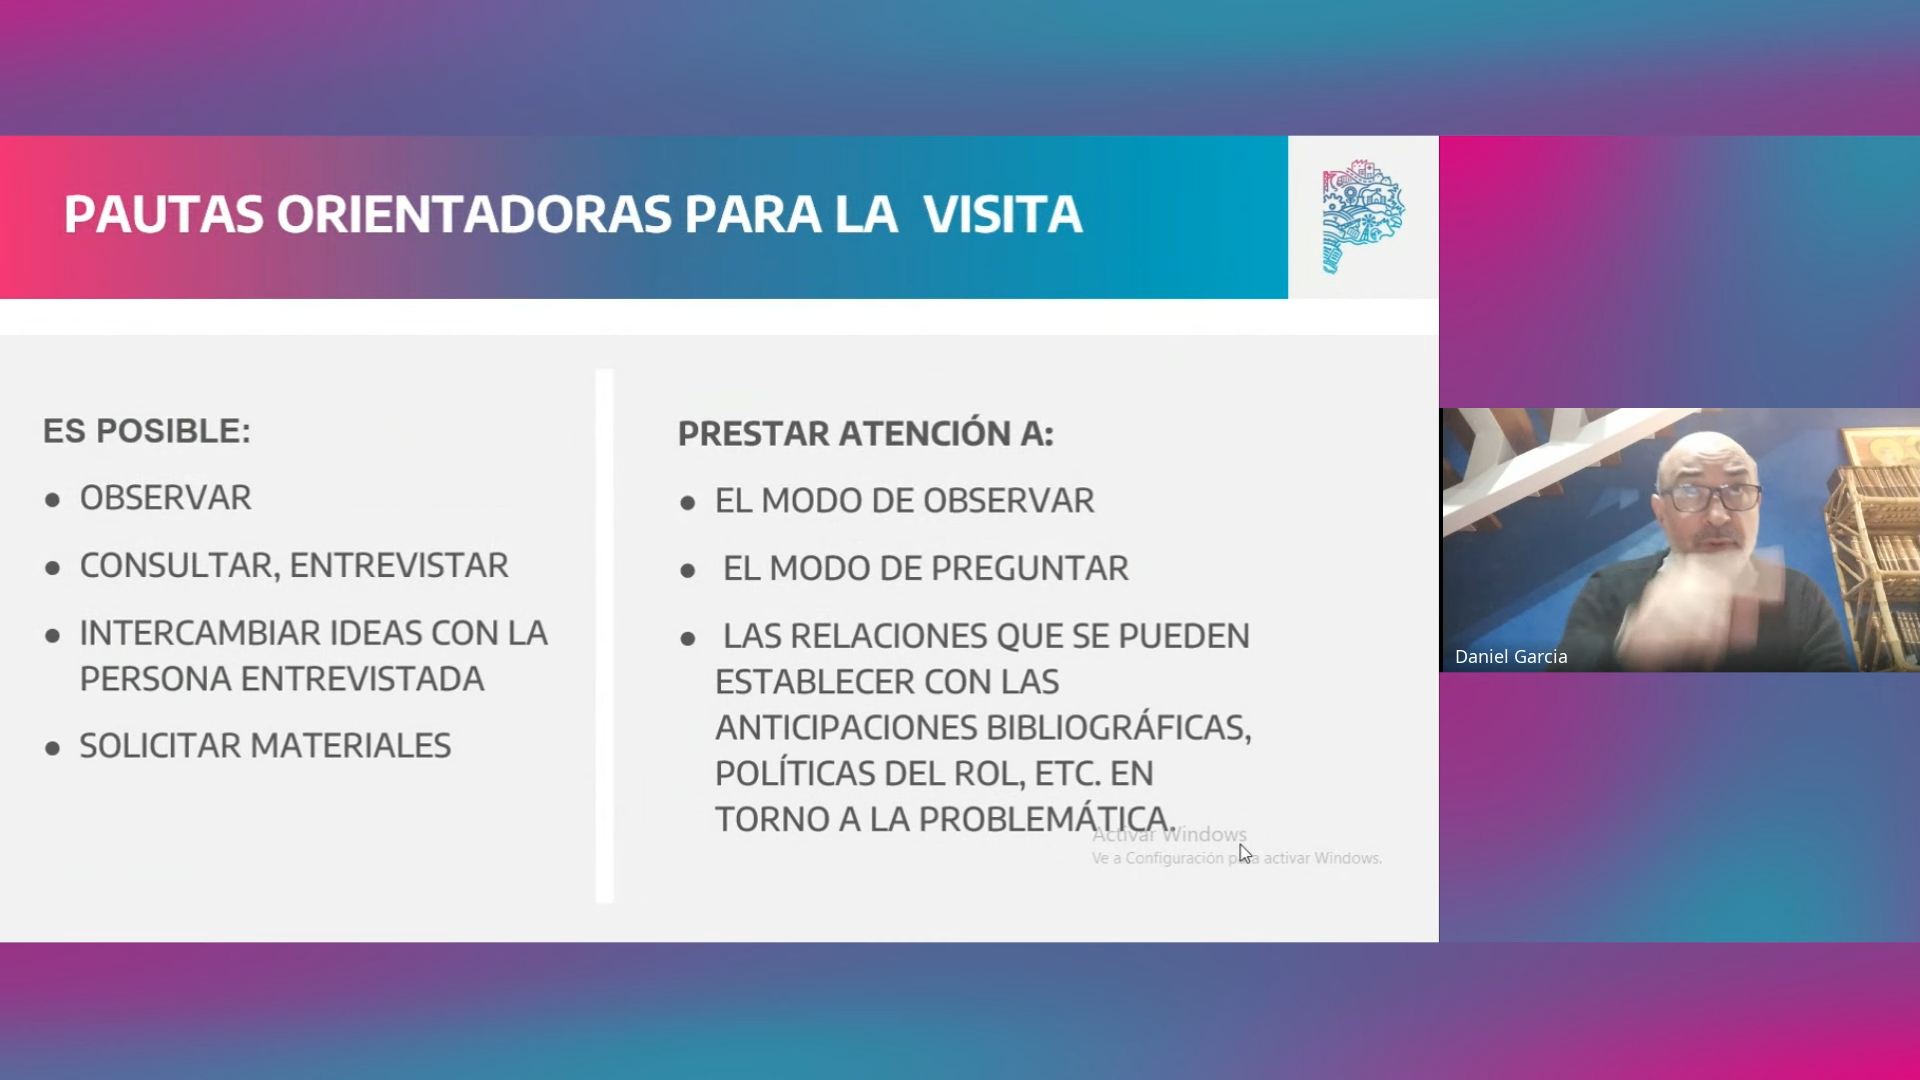 PAUTAS ORIENTADORAS PARA LA VISITA
ES POSIBLE:
● OBSERVAR
● CONSULTAR, ENTREVISTAR
● INTERCAMBIAR IDEAS CON LA
PERSONA ENTREVISTADA
● SOLICITAR MATERIALES
PRESTAR ATENCIÓN A:
● EL MODO DE OBSERVAR
● EL MODO DE PREGUNTAR
● LAS RELACIONES QUE SE PUEDEN
ESTABLECER CON LAS
ANTICIPACIONES BIBLIOGRÁFICAS,
POLÍTICAS DEL ROL, ETC. EN
TORNO A LA PROBLEMÁTICA.
Activar Windows
Ve a Configuración para activar Windows.
Daniel Garcia